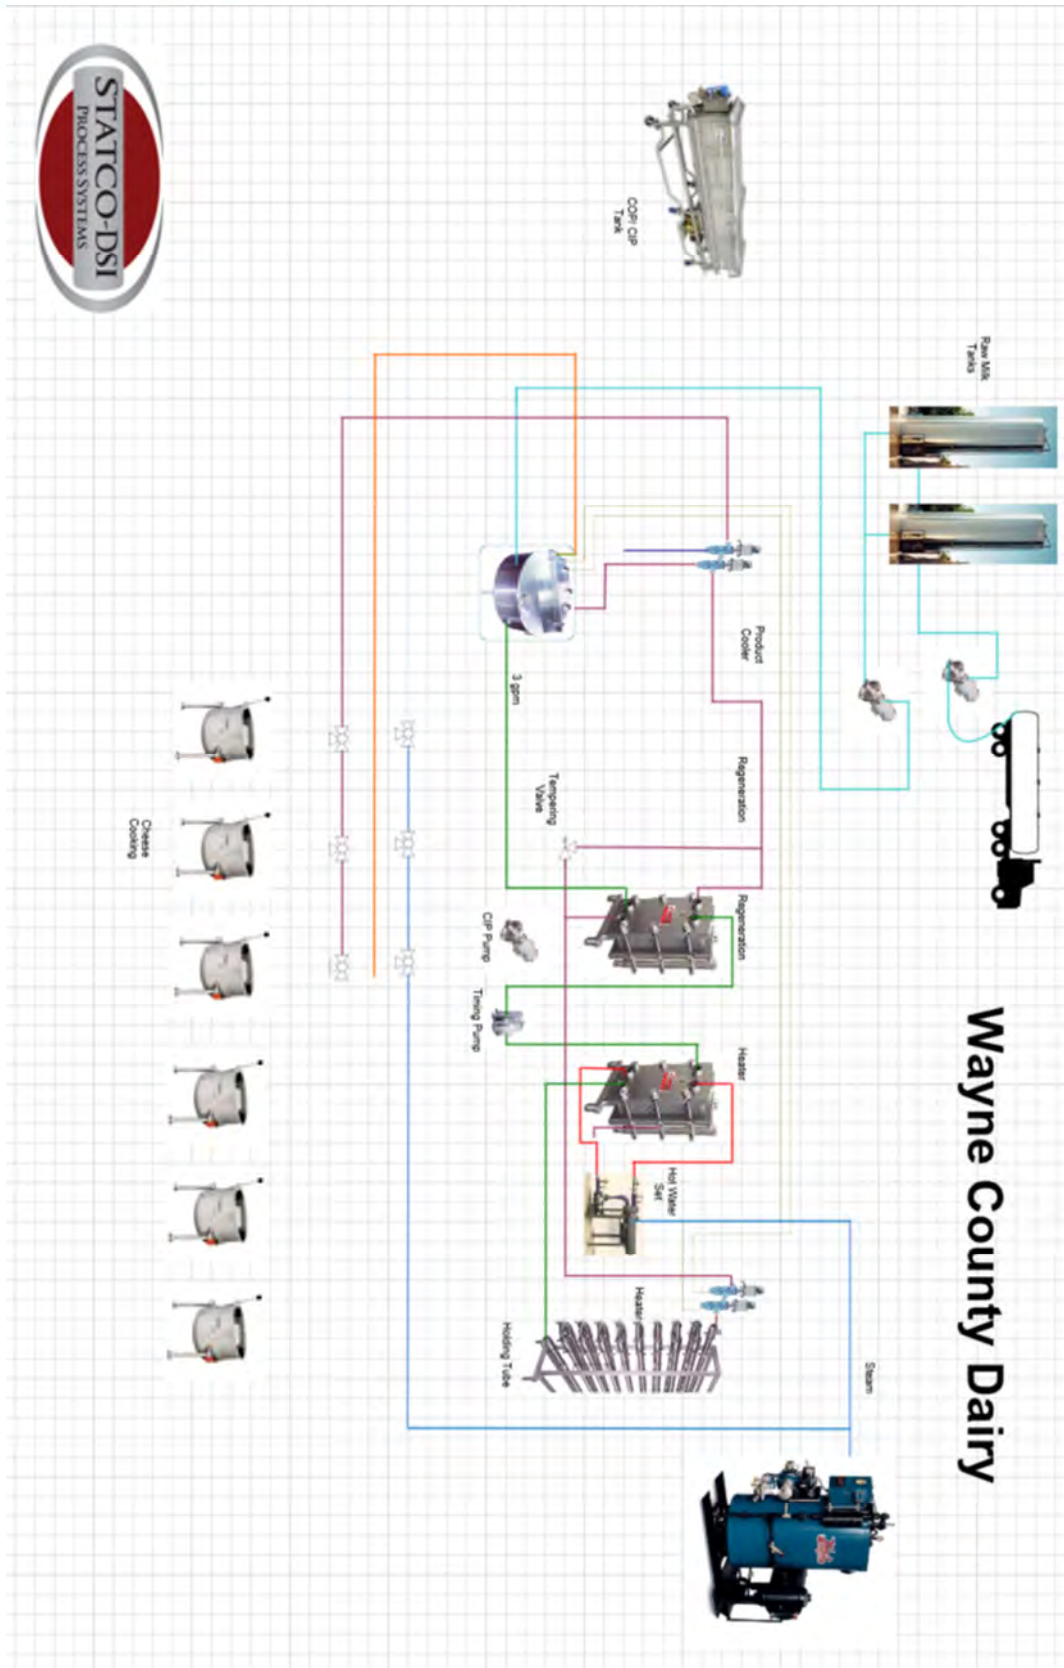 Wayne County Dairy
Raw Milk
Tanks
COP/ CIP
Tank
Steam
Product
Cooler
Regeneration
Regeneration
Heater
Hot Water
Set
Heater
Holding Tube
Tempering
Valve
3 gpm
CIP Pump
Timing Pump
Cheese
Cooking
STATCO-DSI
PROCESS SYSTEMS